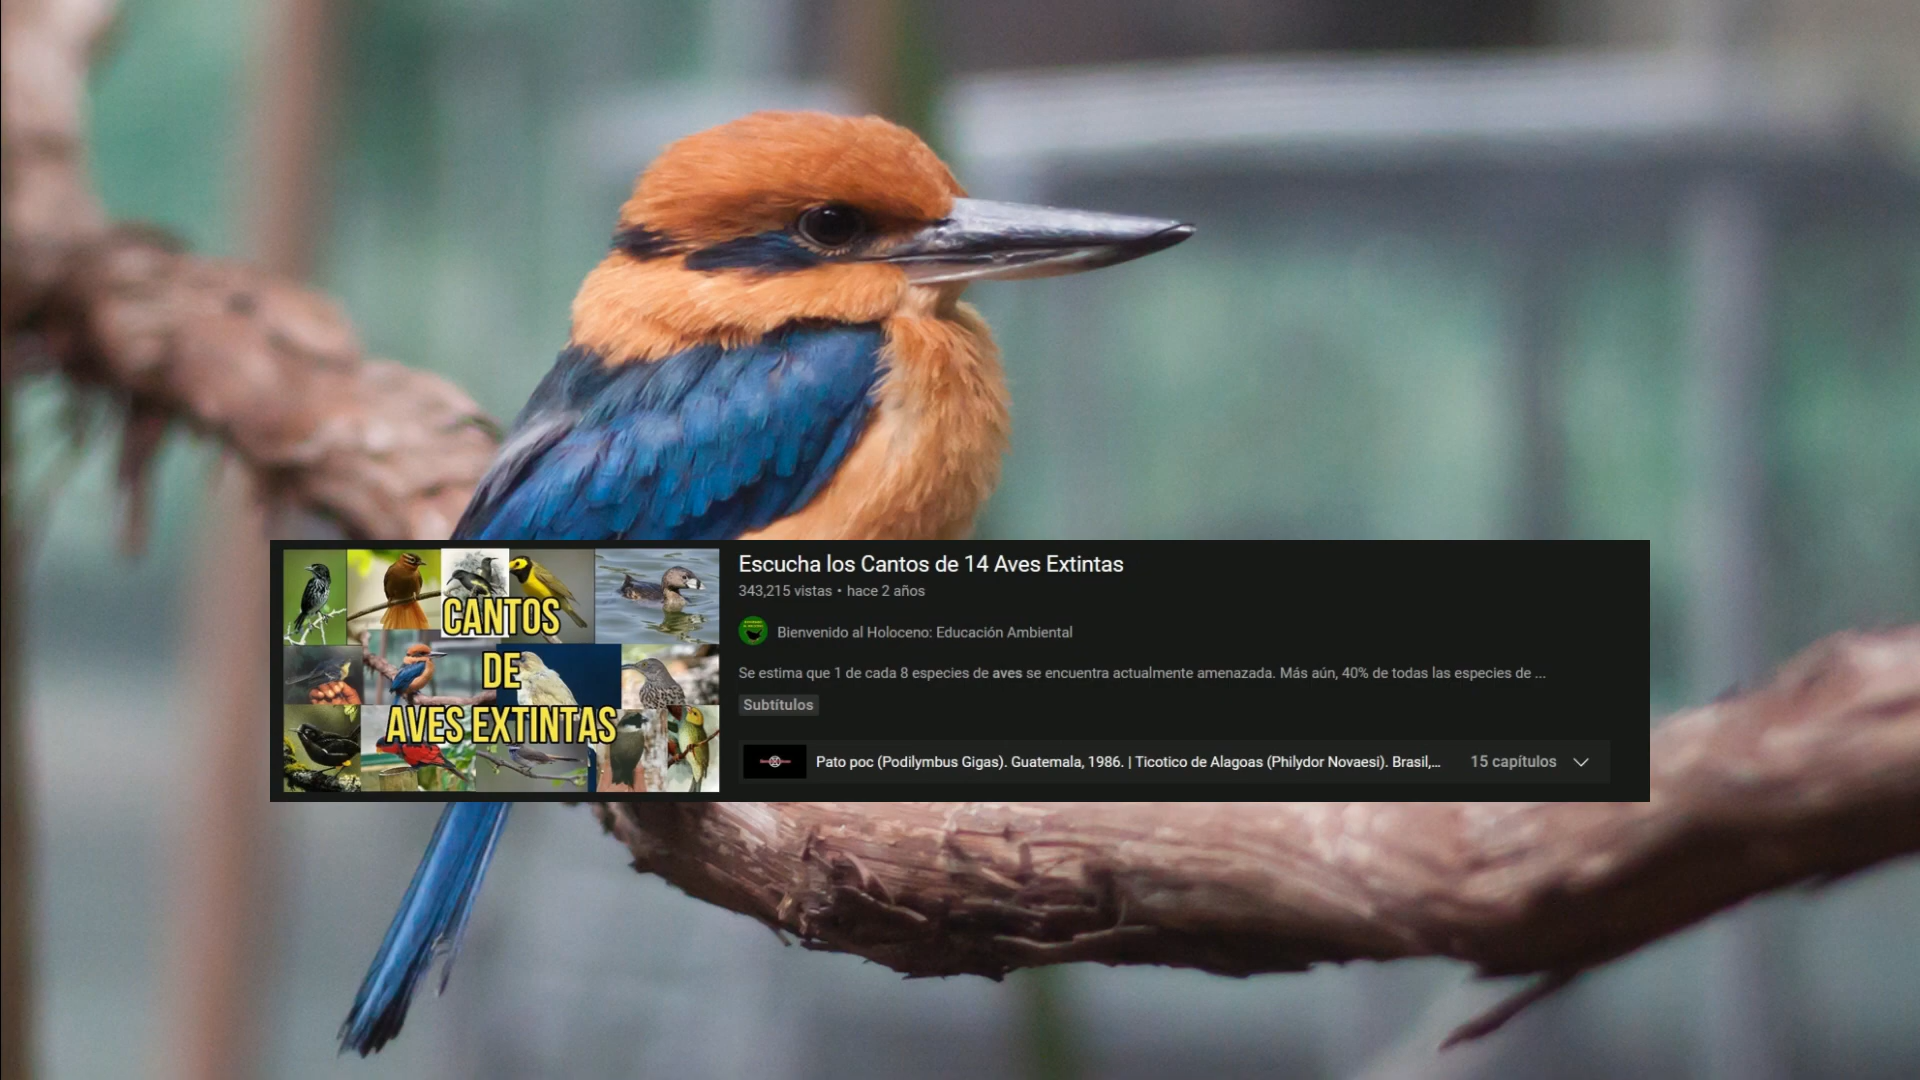 CANTOS
DE
AVES EXTINTAS
Escucha los Cantos de 14 Aves Extintas
343,215 vistas • hace 2 años
Bienvenido al Holoceno: Educación Ambiental
Se estima que 1 de cada 8 especies de aves se encuentra actualmente amenazada. Más aún, 40% de todas las especies de ...
Subtítulos
Pato poc (Podilymbus Gigas). Guatemala, 1986. | Ticotico de Alagoas (Philydor Novaesi). Brasil,... 15 capítulos